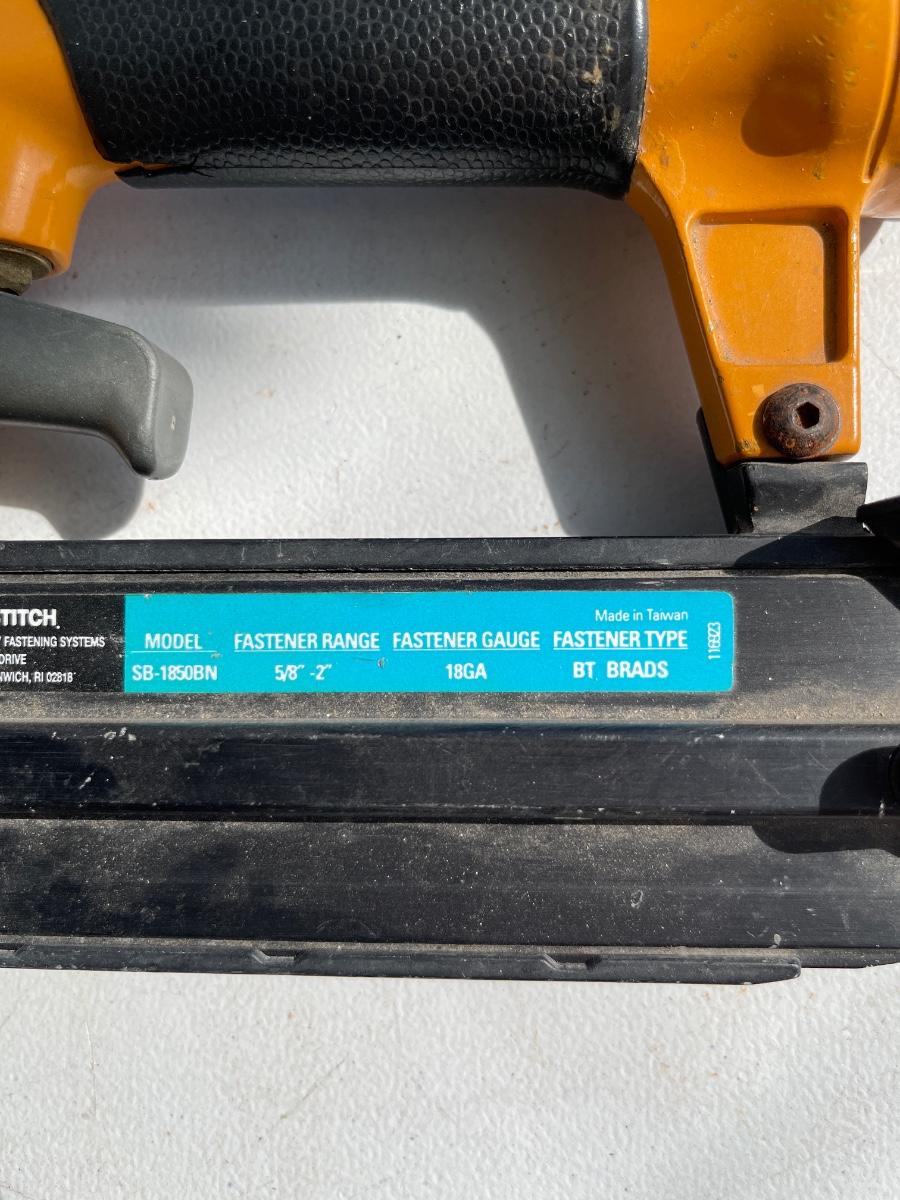 TITCH.
FASTENING SYSTEMS
DRIVE
NWICH, RI 02818
Made in Taiwan
MODEL FASTENER RANGE FASTENER GAUGE FASTENER TYPE
SB-1850BN 5/8" -2" 18GA BT BRADS
116923